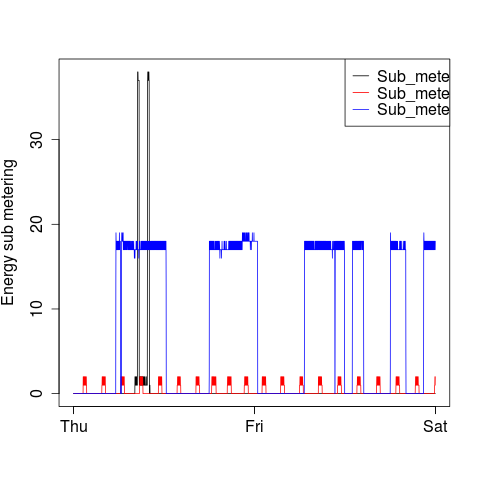 Sub_mete
Sub_mete
Sub_mete
Energy sub metering
30
20
10
0
Thu Fri Sat